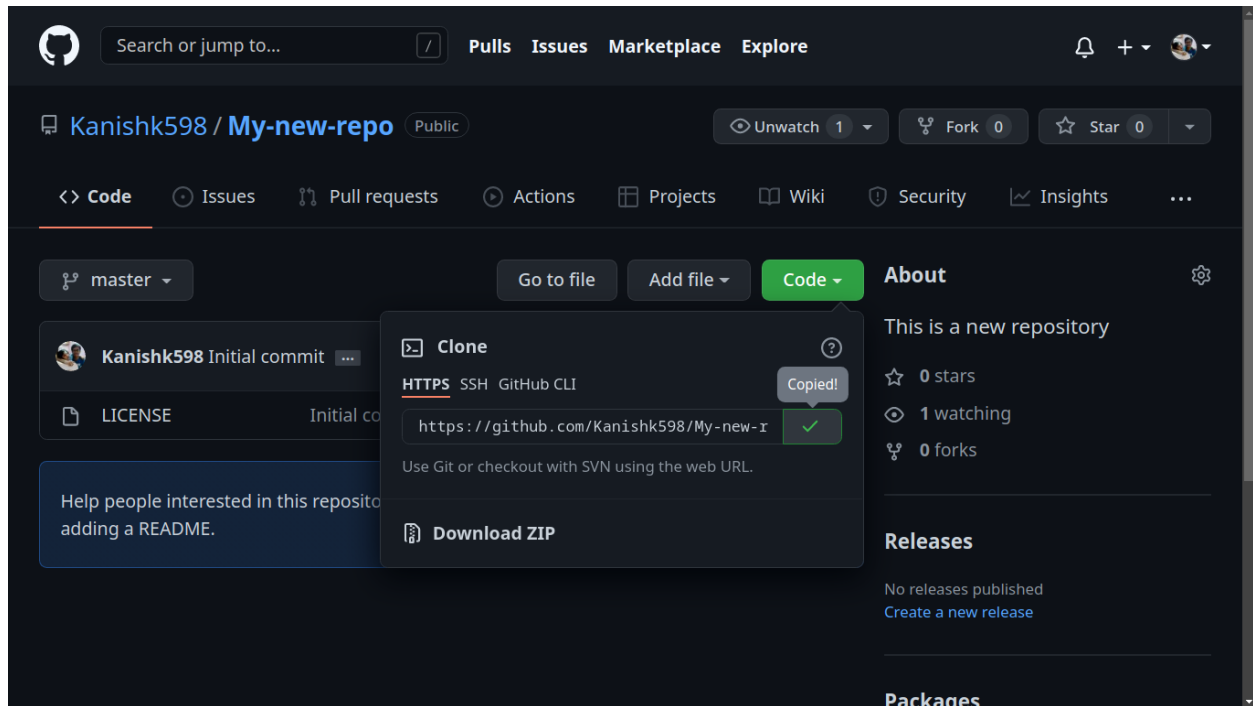 Search or jump to... /
Pulls Issues Marketplace Explore
Kanishk598 / My-new-repo Public
Unwatch 1 Fork 0 Star 0
Code Issues Pull requests Actions Projects Wiki Security Insights ...
master Go to file Add file Code
Kanishk598 Initial commit ...
LICENSE Initial co
Help people interested in this reposito
adding a README.
Clone
HTTPS SSH GitHub CLI
Copied!
https://github.com/Kanishk598/My-new-r
Use Git or checkout with SVN using the web URL.
Download ZIP
About
This is a new repository
0 stars
1 watching
0 forks
Releases
No releases published
Create a new release
Packages